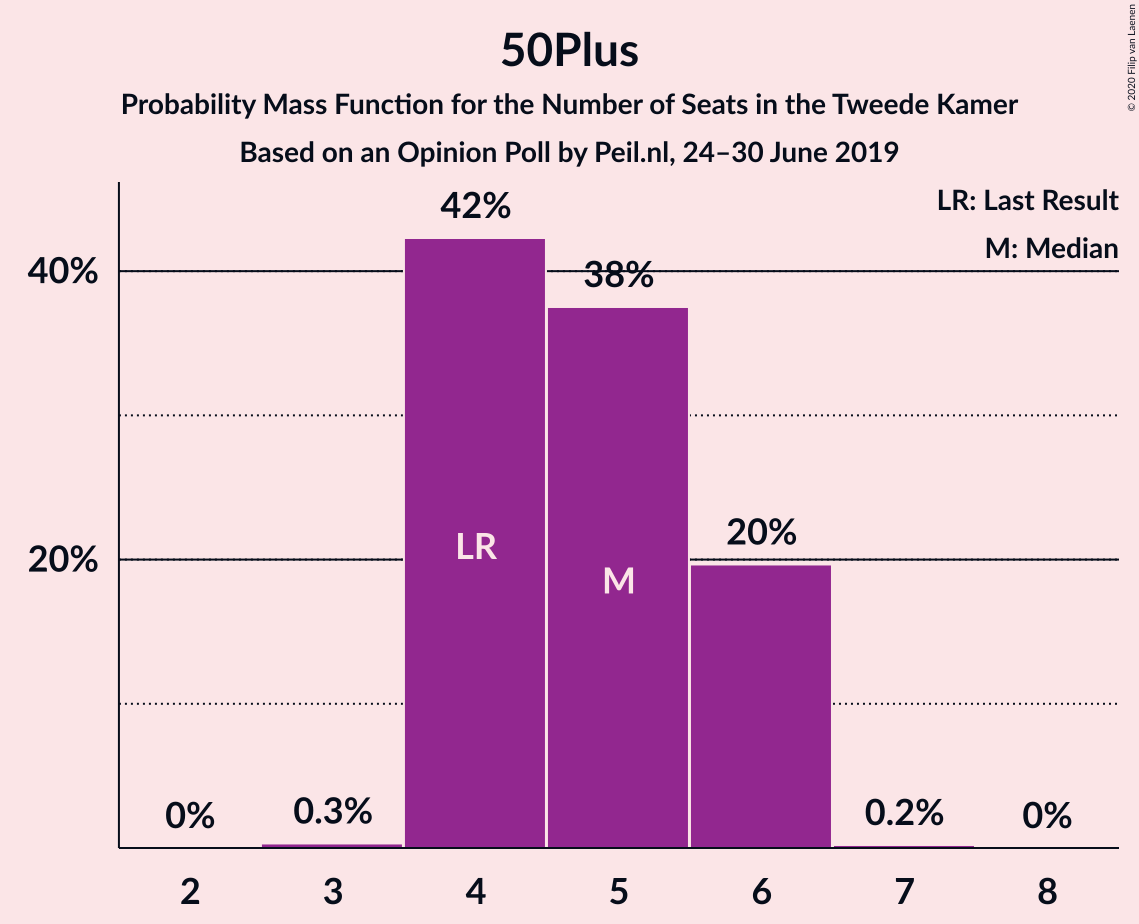 50Plus
Probability Mass Function for the Number of Seats in the Tweede Kamer
Based on an Opinion Poll by Peil.nl, 24–30 June 2019
© 2020 Filip van Laenen
LR: Last Result
M: Median
42%
40%
38%
LR
20%
20%
M
0%
0.3%
0.2%
0%
2
3
4
5
6
7
8